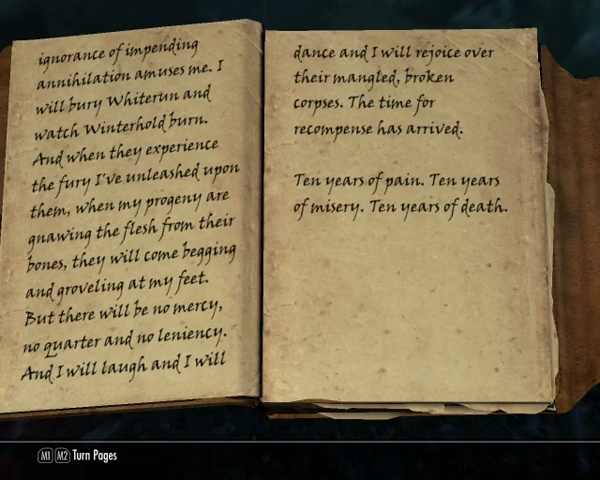 ignorance of impending
annihilation amuses me. I
will bury Whiterun and
watch Winterhold burn.
And when they experience
the fury I've unleashed upon
them, when my progeny are
gnawing the flesh from their
bones, they will come begging
and groveling at my feet.
But there will be no mercy,
no quarter and no leniency.
And I will laugh and I will
dance and I will rejoice over
their mangled, broken
corpses. The time for
recompense has arrived.
Ten years of pain. Ten years
of misery. Ten years of death.
M1 M2 Turn Pages